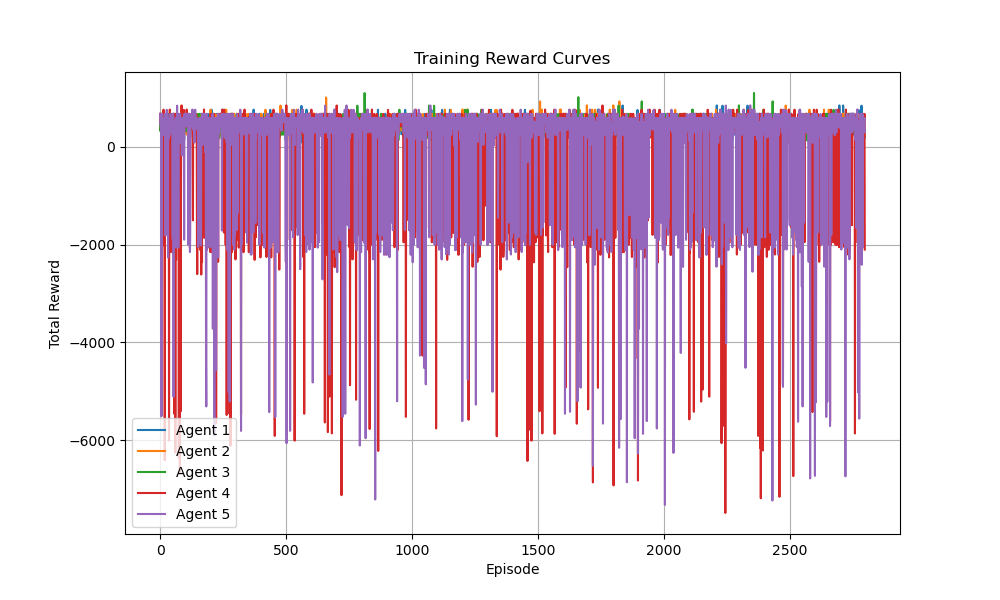 Training Reward Curves
Total Reward
0
−2000
−4000
−6000
Agent 1
Agent 2
Agent 3
Agent 4
Agent 5
0 500 1000 1500 2000 2500
Episode